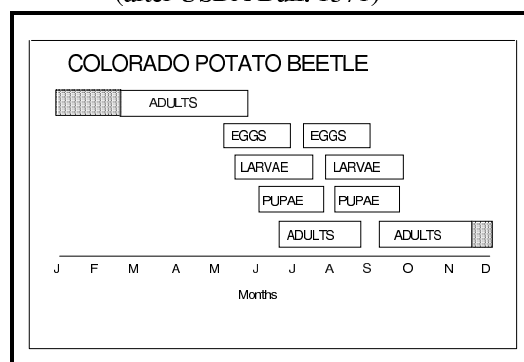 COLORADO POTATO BEETLE
ADULTS
EGGS EGGS
LARVAE LARVAE
PUPAE PUPAE
ADULTS ADULTS
J F M A M J J A S O N D
Months